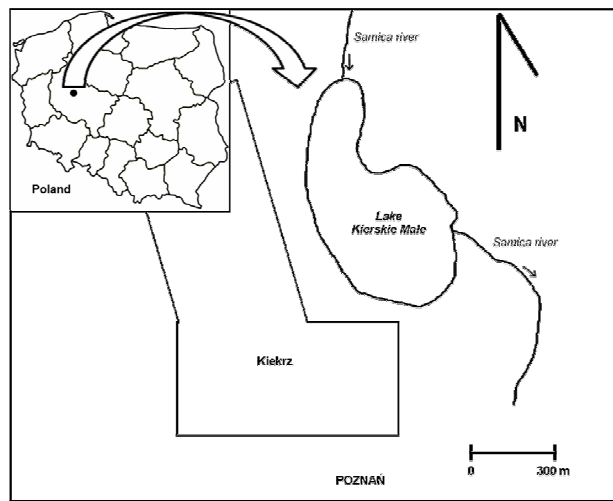 Samica river
N
Poland
Lake
Kierskie Małe
Samica river
Kiekrz
0 300 m
POZNAŃ